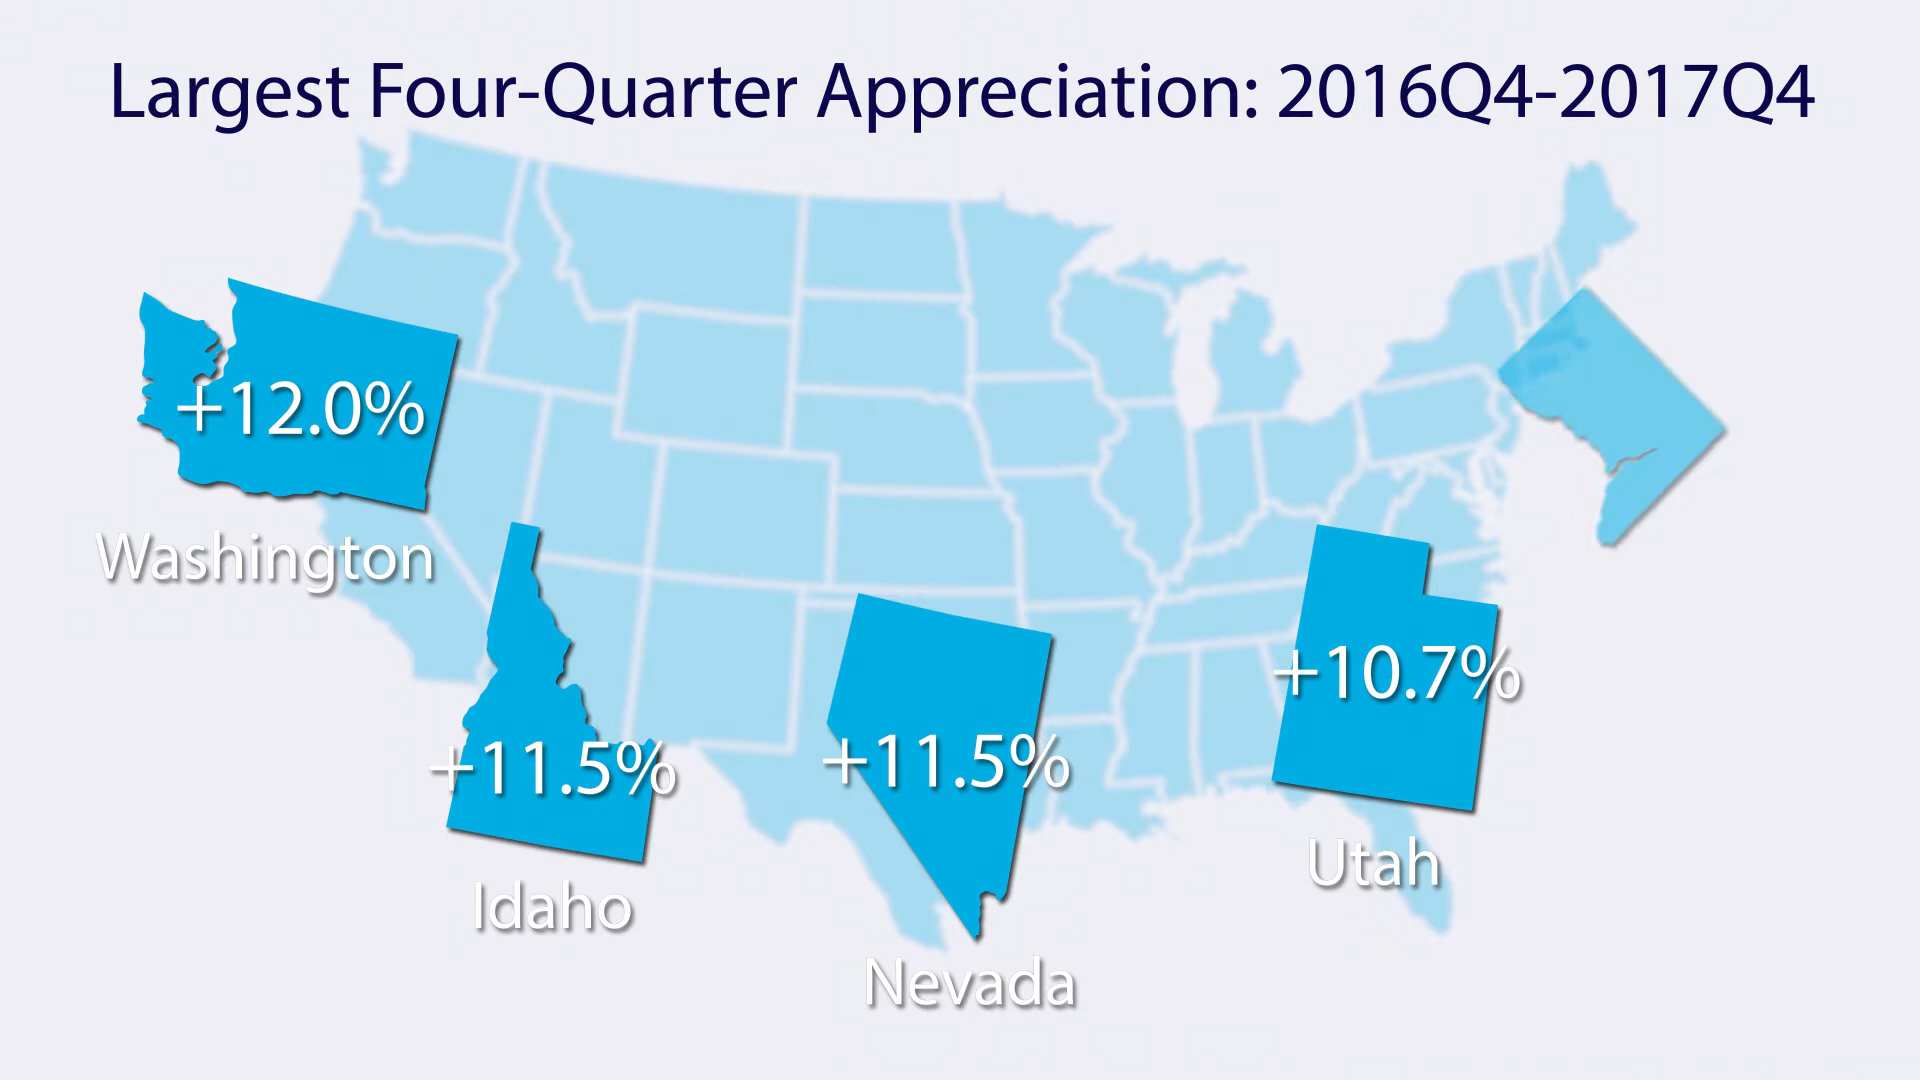 Largest Four-Quarter Appreciation: 2016Q4-2017Q4
+12.0%
Washington
+11.5%
Idaho
+11.5%
Nevada
+10.7%
Utah